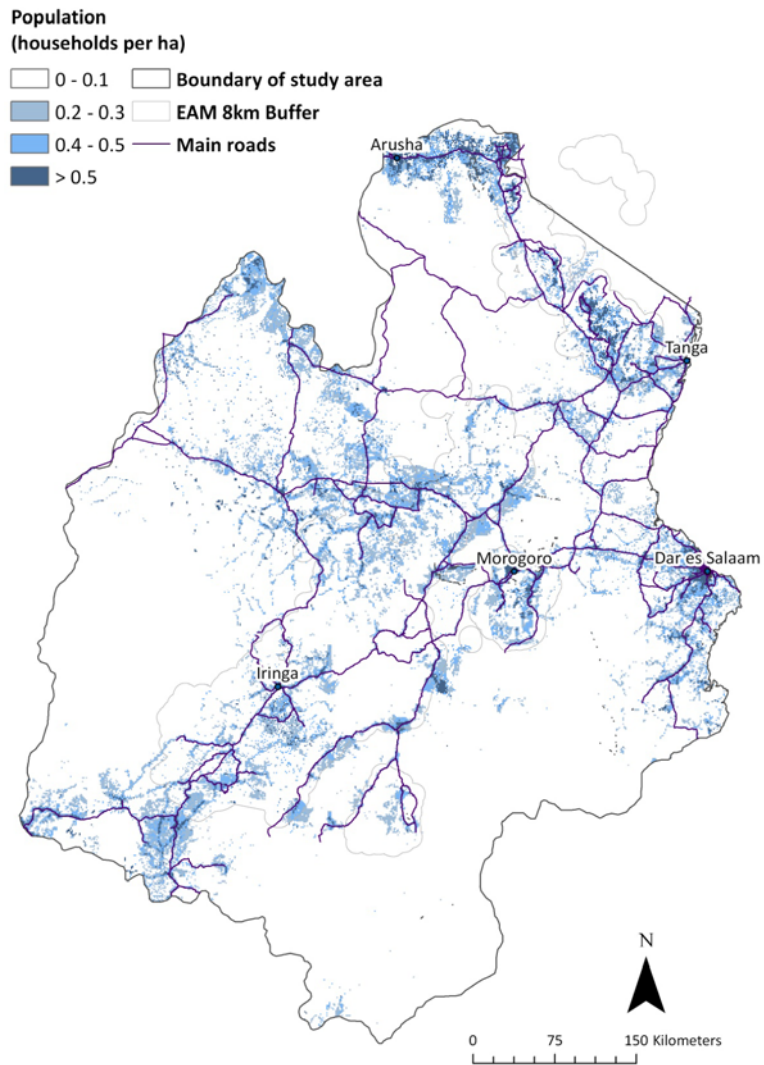 Population
(households per ha)
0 - 0.1
Boundary of study area
0.2 - 0.3
EAM 8km Buffer
0.4 - 0.5
Main roads
> 0.5
Arusha
Tanga
Morogoro
Dar es Salaam
Iringa
N
0 75 150 Kilometers